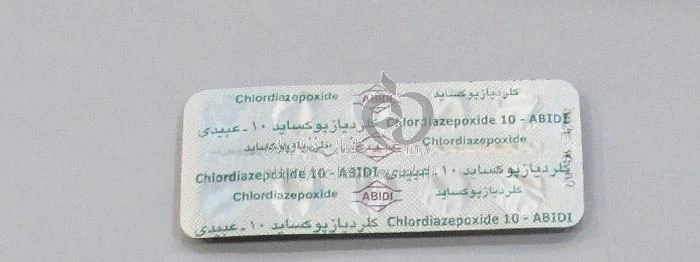 Chlordiazepoxide ABIDI کلردیازپوکساید
کلردیازپوکساید ۱۰ - عبیدی Chlordiazepoxide 10 - ABIDI
کلردیازپوکساید Chlordiazepoxide
Chlordiazepoxide 10 - ABIDI کلردیازپوکساید ۱۰ - عبیدی
Chlordiazepoxide ABIDI کلردیازپوکساید
کلردیازپوکساید ۱۰ - عبیدی Chlordiazepoxide 10 - ABIDI